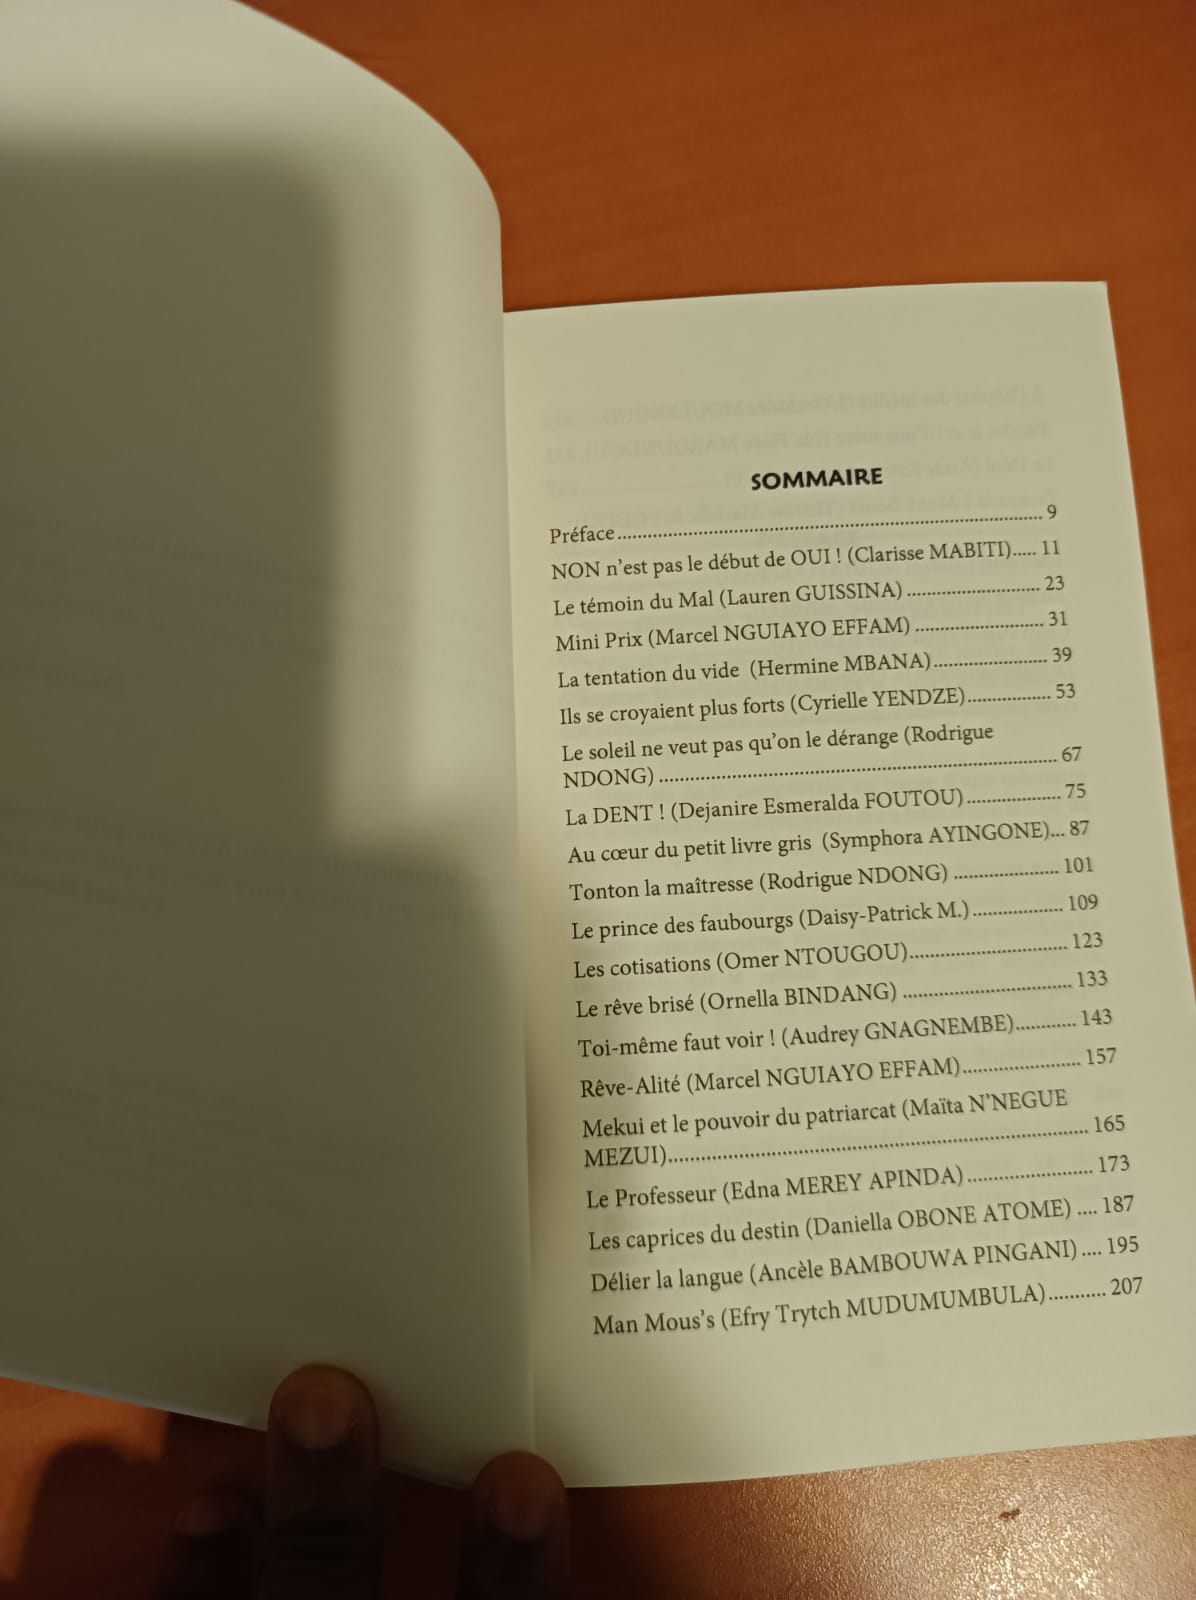 SOMMAIRE
Préface.......................................................................... 9
NON n'est pas le début de OUI ! (Clarisse MABITI)..... 11
Le témoin du Mal (Lauren GUISSINA) ........................... 23
Mini Prix (Marcel NGUIAYO EFFAM) .......................... 31
La tentation du vide (Hermine MBANA)....................... 39
Ils se croyaient plus forts (Cyrielle YENDZE)................. 53
Le soleil ne veut pas qu'on le dérange (Rodrigue
NDONG) ................................................................................ 67
La DENT ! (Dejanire Esmeralda FOUTOU)................... 75
Au cœur du petit livre gris (Symphora AYINGONE)... 87
Tonton la maîtresse (Rodrigue NDONG) ..................... 101
Le prince des faubourgs (Daisy-Patrick M.).................. 109
Les cotisations (Omer NTOUGOU)................................ 123
Le rêve brisé (Ornella BINDANG) .................................. 133
Toi-même faut voir ! (Audrey GNAGNEMBE)............ 143
Rêve-Alité (Marcel NGUIAYO EFFAM)........................ 157
Mekui et le pouvoir du patriarcat (Maïta N'NEGUE
MEZUI)..................................................................................... 165
Le Professeur (Edna MEREY APINDA)......................... 173
Les caprices du destin (Daniella OBONE ATOME) .... 187
Délier la langue (Ancèle BAMBOUWA PINGANI).... 195
Man Mous's (Efry Trytch MUDUMUMBULA)........... 207